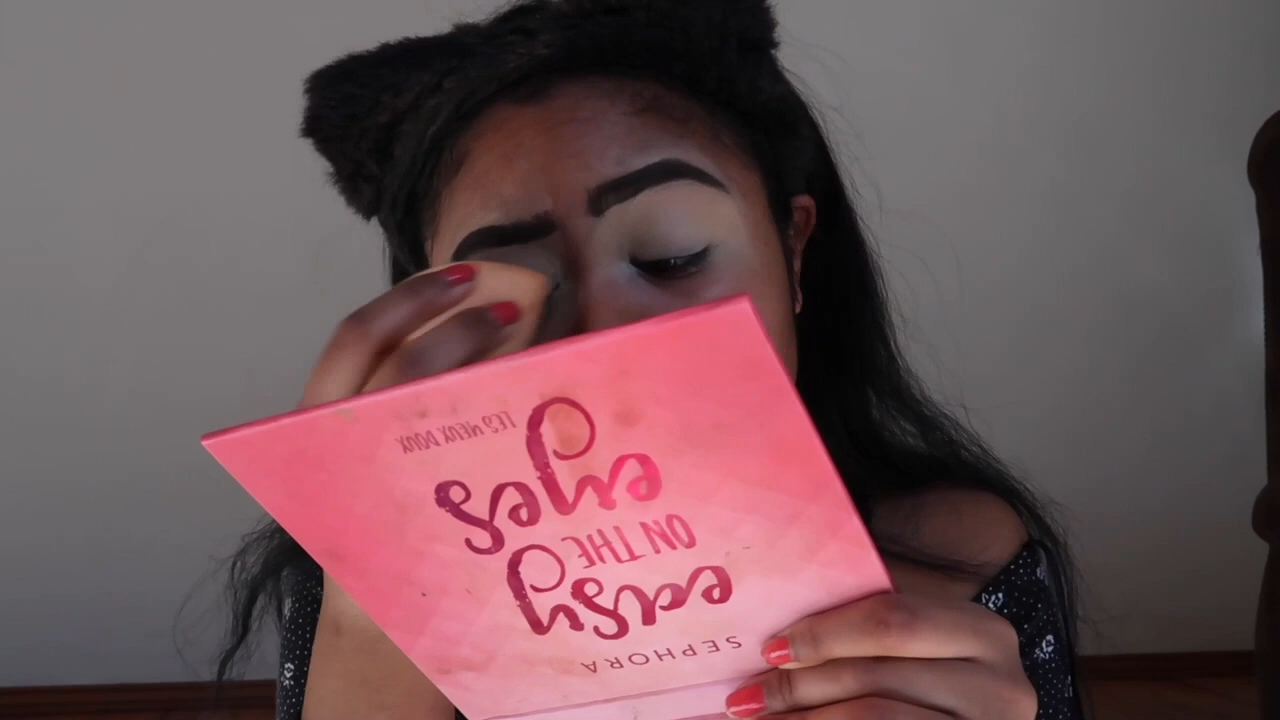 SEPHORA
easy
ON THE
eyes
LES YEUX DOUX